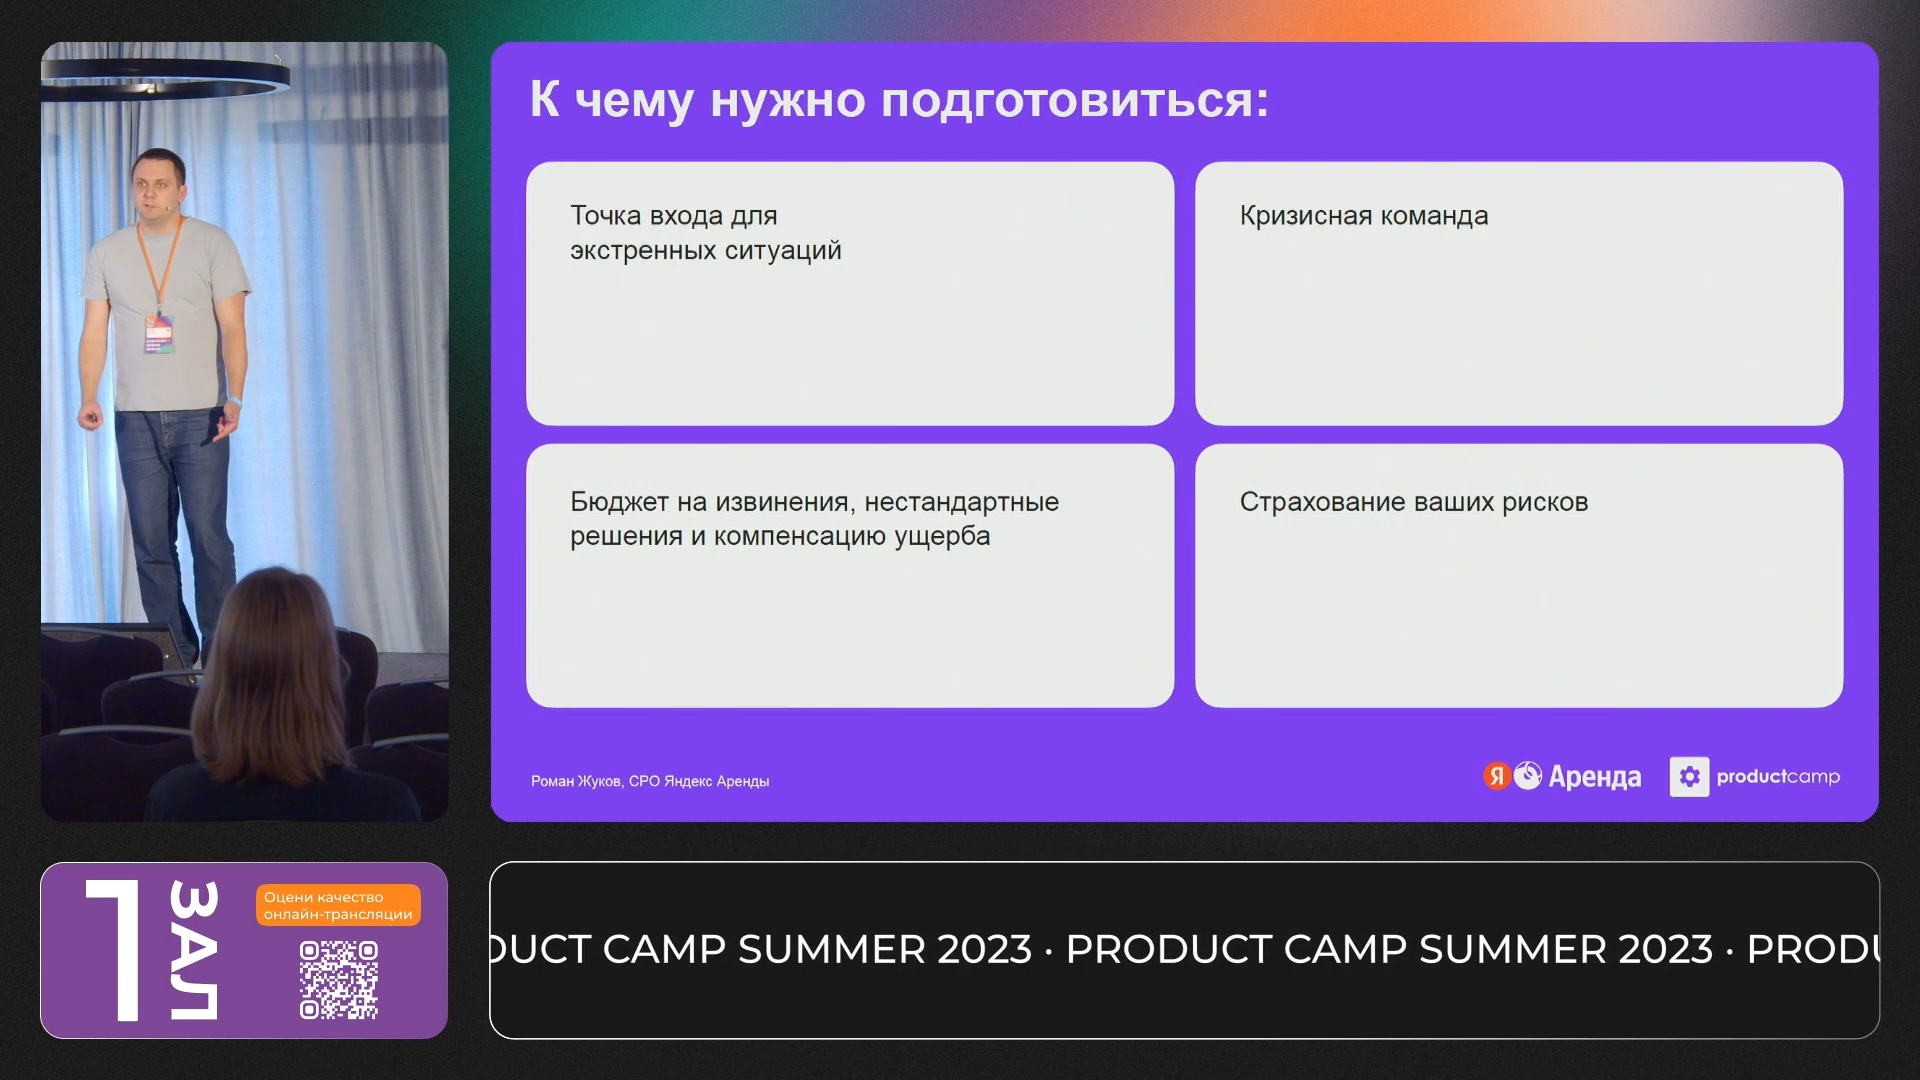 К чему нужно подготовиться:
Точка входа для
экстренных ситуаций
Кризисная команда
Бюджет на извинения, нестандартные
решения и компенсацию ущерба
Страхование ваших рисков
Роман Жуков, CPO Яндекс Аренды
Я Аренда
productcamp
1 ЗАЛ
Оцени качество
онлайн-трансляции
DUCT CAMP SUMMER 2023 · PRODUCT CAMP SUMMER 2023 · PRODU